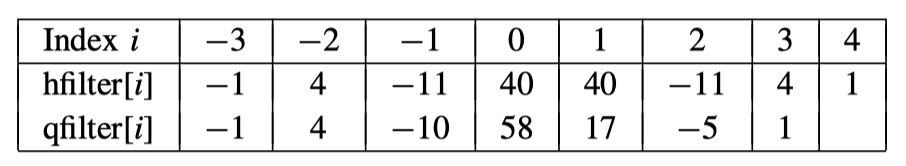 Index i −3 −2 −1 0 1 2 3 4
hfilter[i] −1 4 −11 40 40 −11 4 1
qfilter[i] −1 4 −10 58 17 −5 1